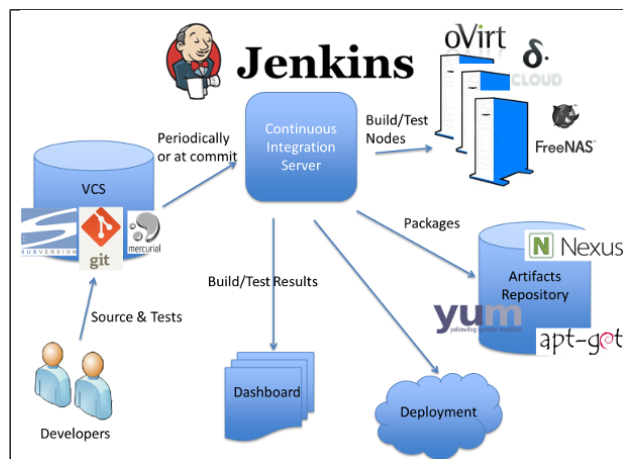 Jenkins
oVirt
δ.
CLOUD
FreeNAS
Periodically
or at commit
Continuous
Integration
Server
Build/Test
Nodes
VCS
SUBVERSION
git
mercurial
Packages
Nexus
Artifacts
Repository
yum
apt-get
Build/Test Results
Source & Tests
Dashboard
Deployment
Developers